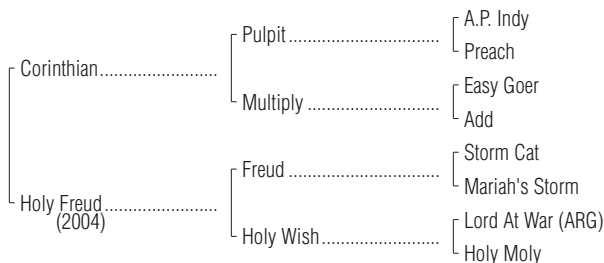 A.P. Indy
Pulpit
Preach
Corinthian
Easy Goer
Multiply
Add
Storm Cat
Freud
Mariah's Storm
Holy Freud
(2004)
Lord At War (ARG)
Holy Wish
Holy Moly